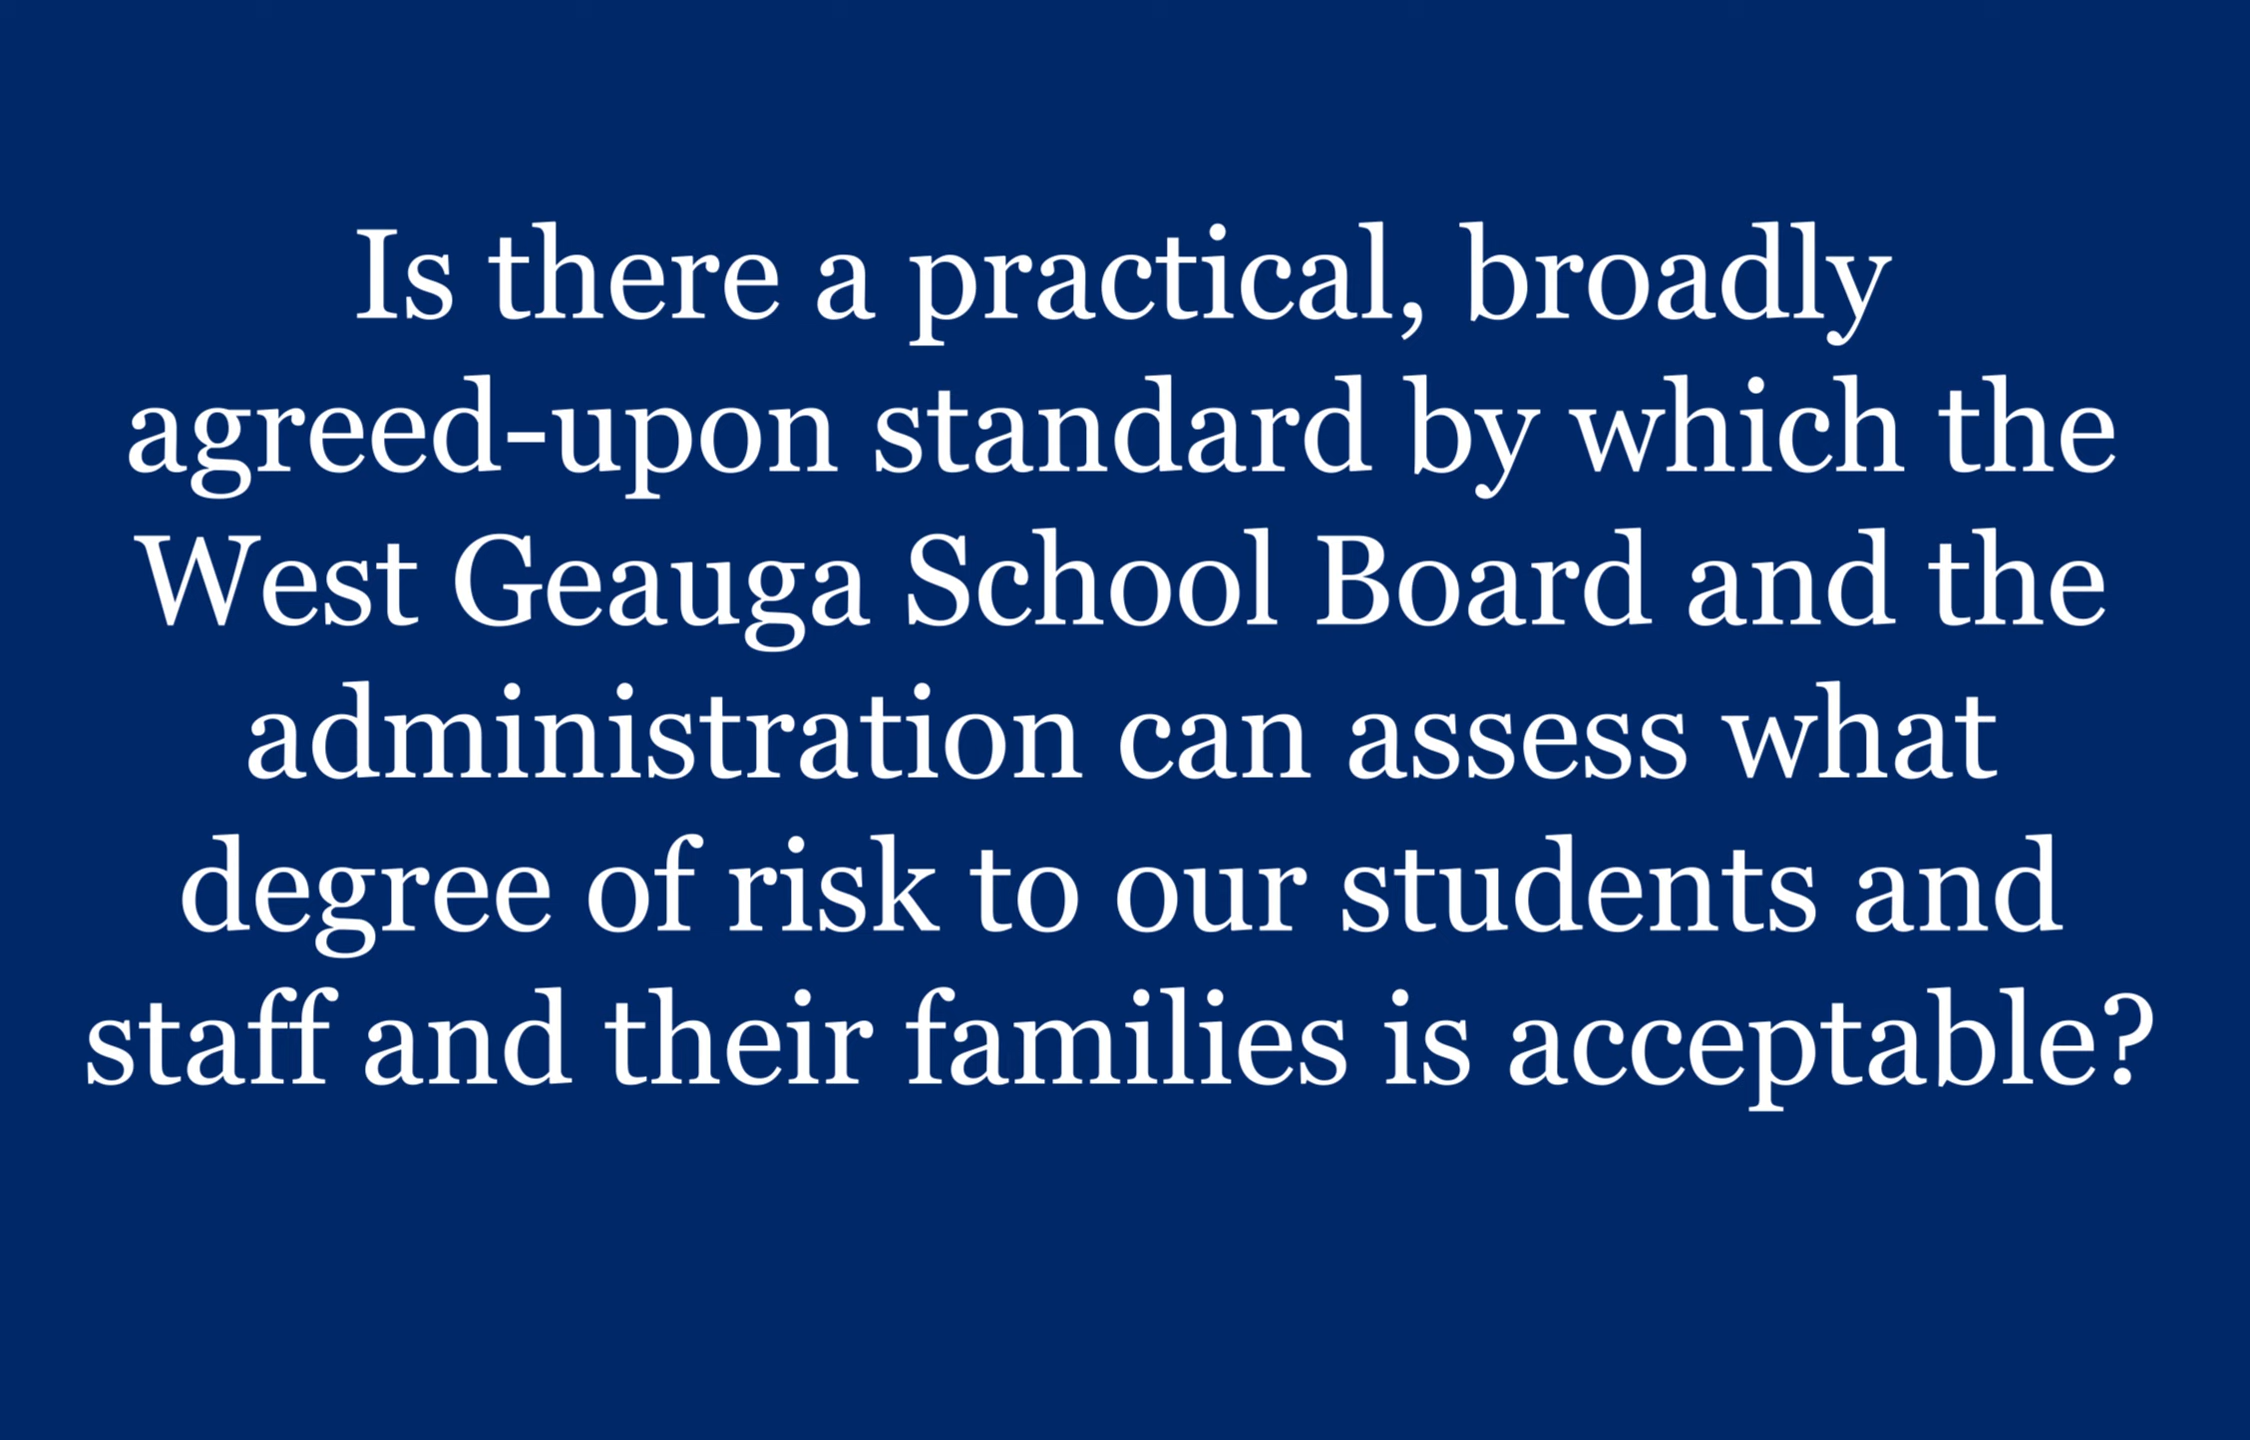 Is there a practical, broadly
agreed-upon standard by which the
West Geauga School Board and the
administration can assess what
degree of risk to our students and
staff and their families is acceptable?